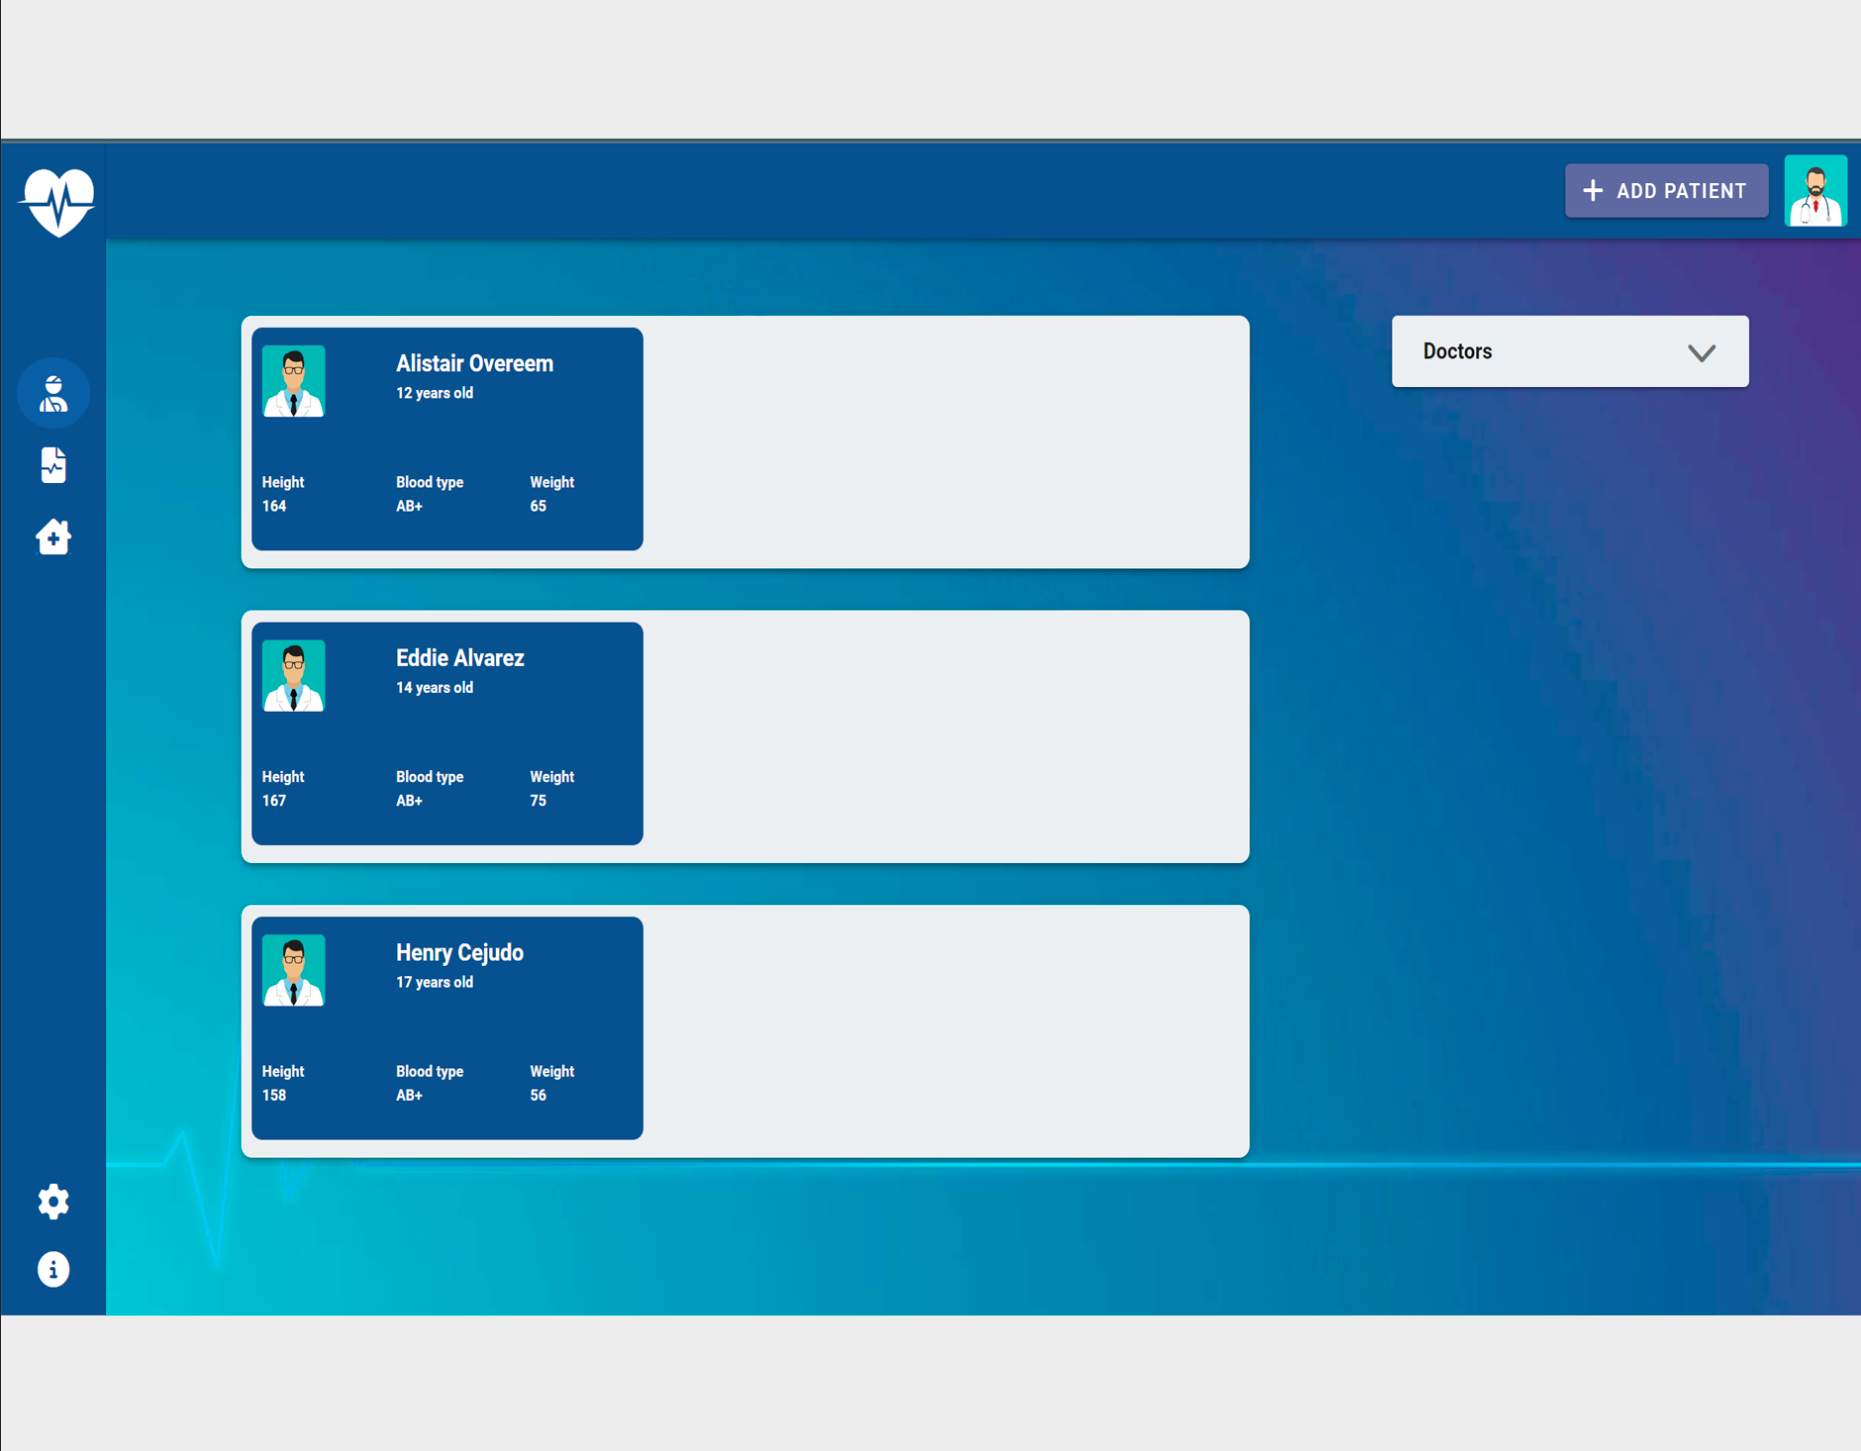 ADD PATIENT
Doctors
Alistair Overeem
12 years old
Height Blood type Weight
164 AB+ 65
Eddie Alvarez
14 years old
Height Blood type Weight
167 AB+ 75
Henry Cejudo
17 years old
Height Blood type Weight
158 AB+ 56